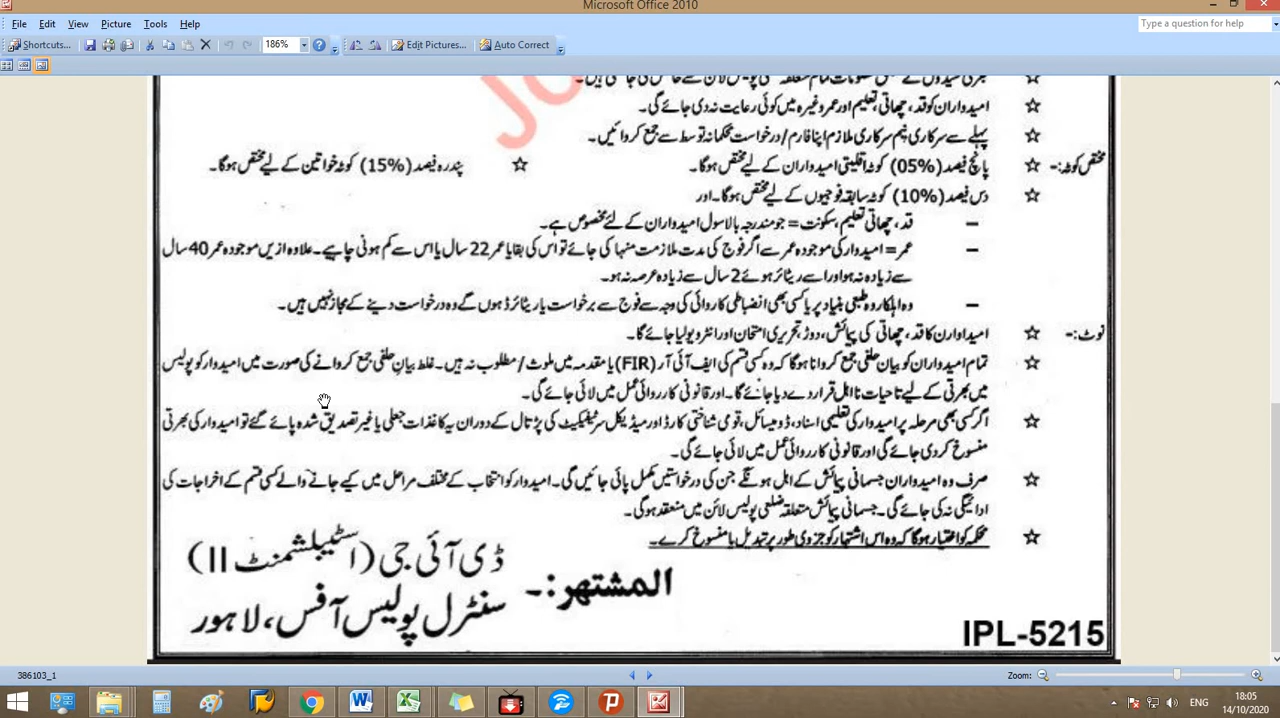 Microsoft Office 2010
File Edit View Picture Tools Help
Type a question for help
Shortcuts... 186% Edit Pictures... Auto Correct
☆ امیدواران کو قد، چھاتی، تعلیم اور عمر وغیرہ میں کوئی رعایت نہ دی جائے گی۔
☆ پہلے سے سرکاری/نیم سرکاری ملازم اپنا فارم/درخواست محکمانہ توسط سے جمع کروائیں۔
مختص کوٹہ:- ☆ پانچ فیصد (05%) کوٹہ اقلیتی امیدواران کے لیے مختص ہوگا۔ ☆ پندرہ فیصد (15%) کوٹہ خواتین کے لیے مختص ہوگا۔
☆ دس فیصد (10%) کوٹہ سابقہ فوجیوں کے لیے مختص ہوگا۔ اور
– قد، چھاتی، تعلیم، سکونت = جو مندرجہ بالا سول امیدواران کے لئے مخصوص ہے۔
– عمر = امیدوار کی موجودہ عمر سے اگر فوج کی مدت ملازمت منہا کی جائے تو اس کی بقایا عمر 22 سال یا اس سے کم ہونی چاہیے۔ علاوہ ازیں موجودہ عمر 40 سال
سے زیادہ نہ ہو اور اسے ریٹائر ہوئے 2 سال سے زیادہ عرصہ نہ ہو۔
– وہ اہلکار وہ طبی بنیاد پر یا کسی بھی انضباطی کاروائی کی وجہ سے فوج سے برخاست یا ریٹائرڈ ہوں گے وہ درخواست دینے کے مجاز نہیں ہیں۔
نوٹ:- ☆ امیداوارن کا قد، چھاتی کی پیائش، دوڑ، تحریری امتحان اور انٹرویو لیا جائے گا۔
☆ تمام امیدواران کو بیان حلفی جمع کروانا ہوگا کہ وہ کسی قسم کی ایف آئی آر (FIR) یا مقدمہ میں ملوث/مطلوب نہ ہیں۔ غلط بیان حلفی جمع کروانے کی صورت میں امیدوار کو پولیس
میں بھرتی کے لیے تاحیات نااہل قرار دے دیا جائے گا۔ اور قانونی کارروائی عمل میں لائی جائے گی۔
☆ اگر کسی بھی مرحلہ پر امیدوار کی تعلیمی اسناد، ڈومیسائل، قومی شناختی کارڈ اور میڈیکل سرٹیفکیٹ کی پڑتال کے دوران یہ کاغذات جعلی یا غیر تصدیق شدہ پائے گئے تو امیدوار کی بھرتی
منسوخ کر دی جائے گی اور قانونی کارروائی عمل میں لائی جائے گی۔
☆ صرف وہ امیدواران جسمانی پیائش کے اہل ہونگے جن کی درخواستیں مکمل پائی جائیں گی۔ امیدوار کو انتخاب کے مختلف مراحل میں کیے جانے والے کسی قسم کے اخراجات کی
ادائیگی نہ کی جائے گی۔ جسمانی پیائش متعلقہ ضلعی پولیس لائن میں منعقد ہوگی۔
☆ محکمہ کو اختیار ہوگا کہ وہ اس اشتہار کو جزوی طور پر تبدیل یا منسوخ کرے۔
المشتهر:۔ ڈی آئی جی (اسٹیبلشمنٹ II)
سنٹرل پولیس آفس، لاہور
IPL-5215
386103_1 Zoom:
ENG 18:05
14/10/2020